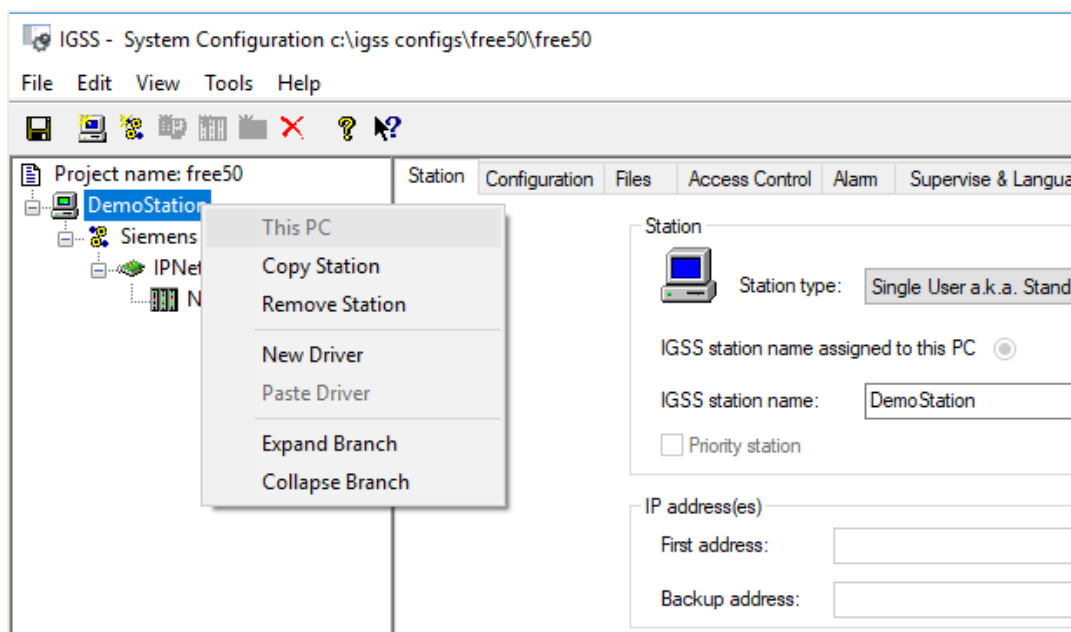 IGSS - System Configuration c:\igss configs\free50\free50
File Edit View Tools Help
Project name: free50
DemoStation
Siemens
IPNet
N
This PC
Copy Station
Remove Station
New Driver
Paste Driver
Expand Branch
Collapse Branch
Station Configuration Files Access Control Alarm Supervise & Langua
Station
Station type: Single User a.k.a. Stand
IGSS station name assigned to this PC
IGSS station name: DemoStation
Priority station
IP address(es)
First address:
Backup address: